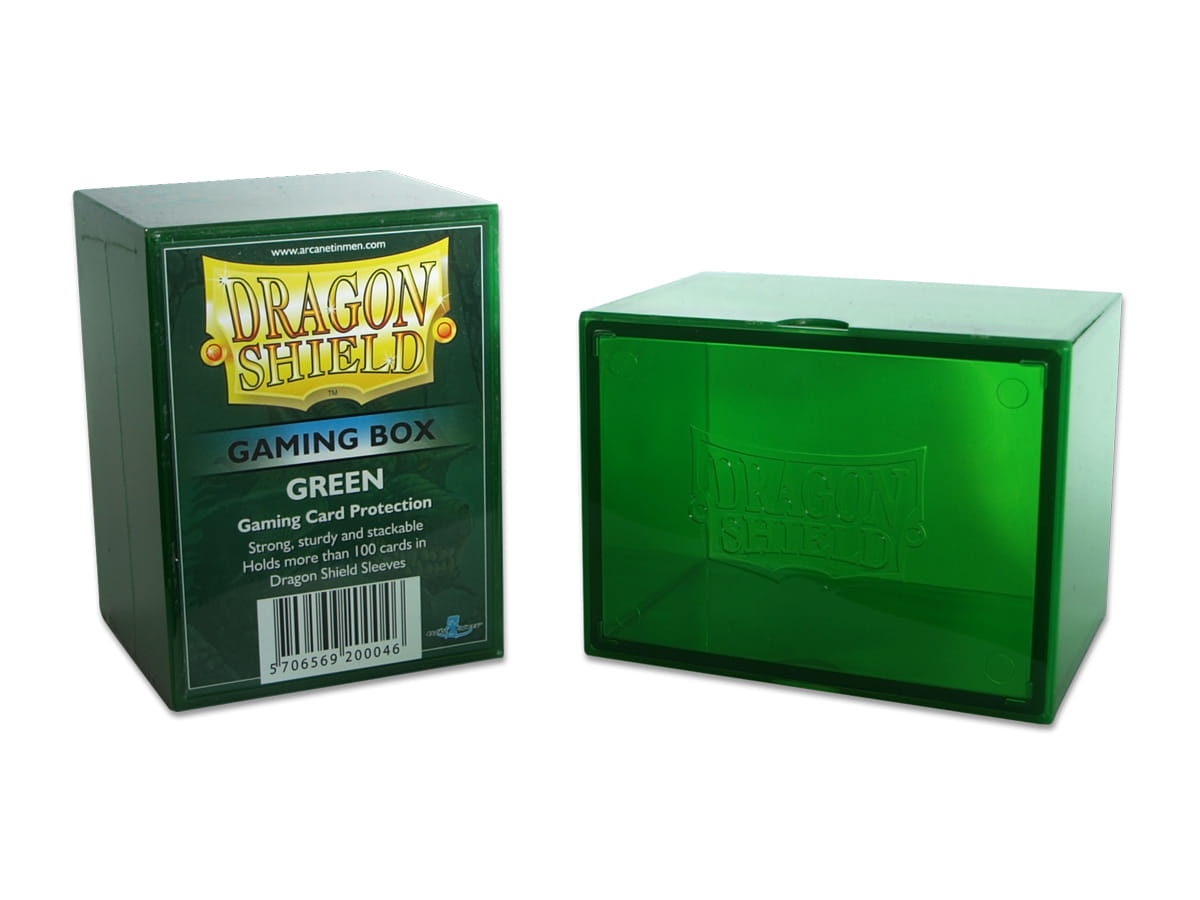 www.arcanetinmen.com
DRAGON
SHIELD
TM
GAMING BOX
GREEN
Gaming Card Protection
Strong, sturdy and stackable
Holds more than 100 cards in
Dragon Shield Sleeves
5 706569 200046
DRAGON
SHIELD